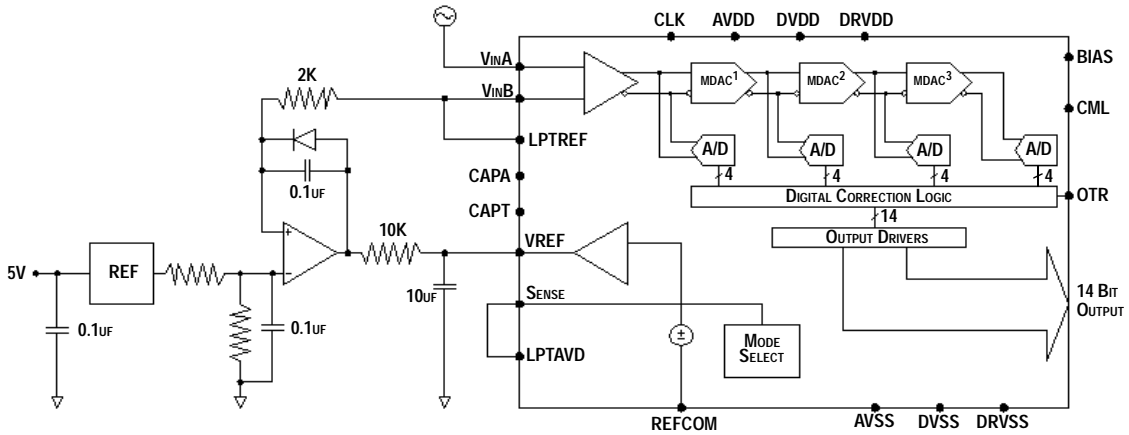 CLK AVDD DVDD DRVDD
VINA
BIAS
2K
VINB
MDAC1 MDAC2 MDAC3
CML
LPTREF
A/D A/D A/D A/D
0.1UF
CAPA
4 4 4 4
DIGITAL CORRECTION LOGIC
OTR
CAPT
14
+
10K
VREF
OUTPUT DRIVERS
5V
REF
-
10UF
SENSE
14 BIT
OUTPUT
0.1UF
0.1UF
±
MODE
SELECT
LPTAVD
REFCOM
AVSS DVSS DRVSS